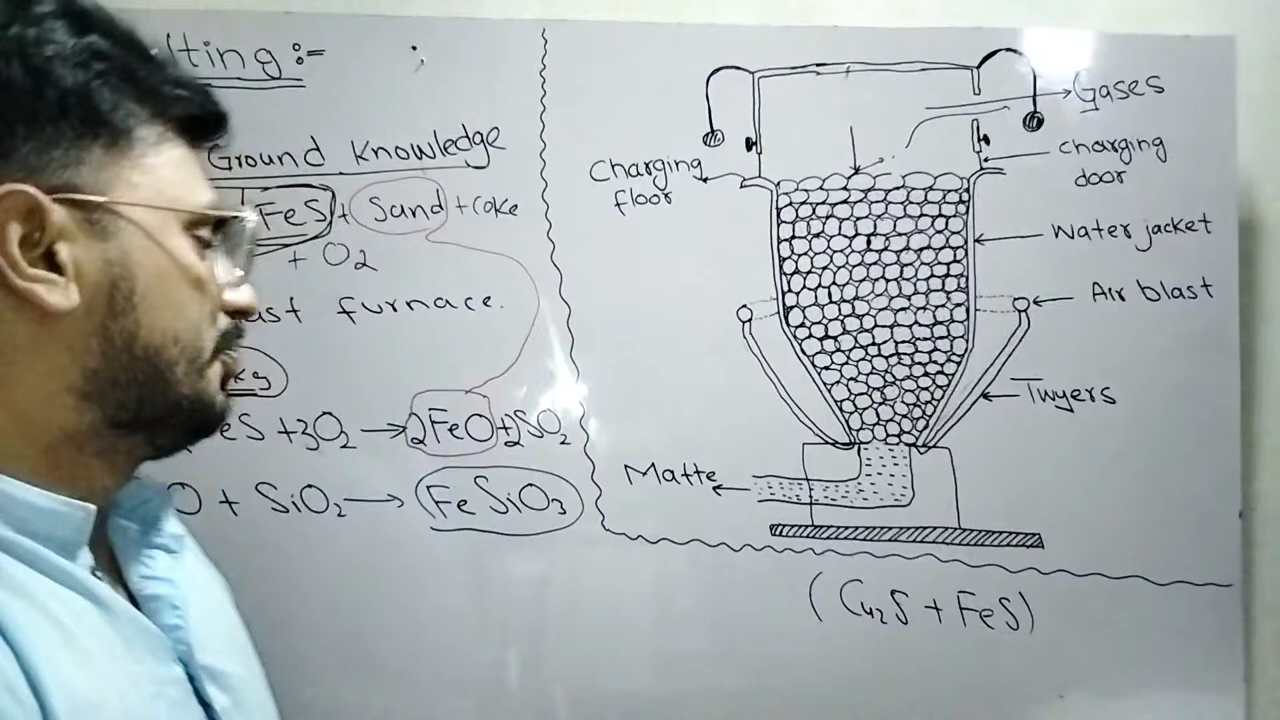 lting :-
Ground Knowledge
FeS + Sand + coke
+ O2
ast furnace.
kg
eS + 3O2 → 2FeO + 2SO2
O + SiO2 → FeSiO3
Gases
Charging floor
charging door
Water jacket
Air blast
Twyers
Matte
(Cu2S + FeS)